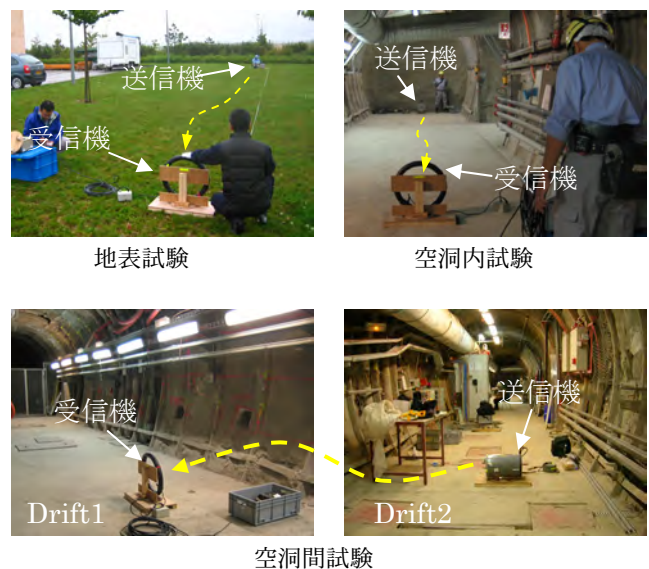 送信機
受信機
地表試験
送信機
受信機
空洞内試験
受信機
Drift1
送信機
Drift2
空洞間試験